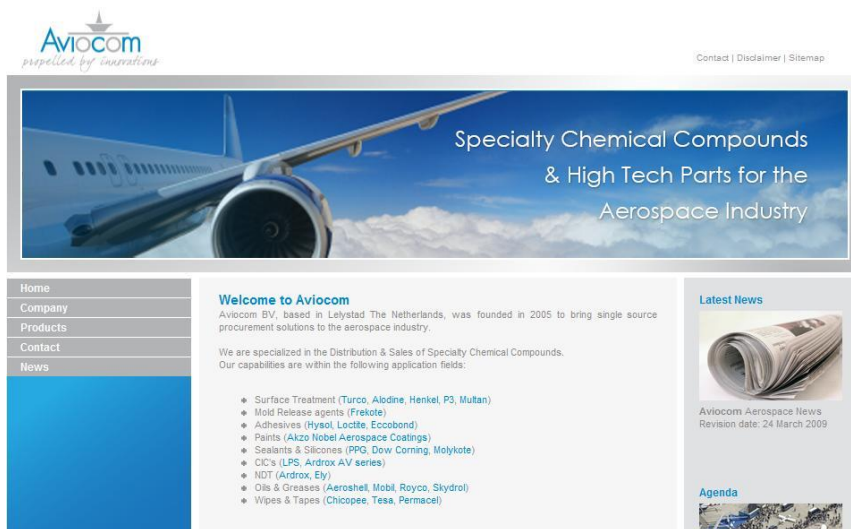 Aviocom
propelled by innovations
Contact | Disclaimer | Sitemap
Specialty Chemical Compounds
& High Tech Parts for the
Aerospace Industry
Home
Company
Products
Contact
News
Welcome to Aviocom
Aviocom BV, based in Lelystad The Netherlands, was founded in 2005 to bring single source
procurement solutions to the aerospace industry.
We are specialized in the Distribution & Sales of Specialty Chemical Compounds.
Our capabilities are within the following application fields:
Surface Treatment (Turco, Alodine, Henkel, P3, Multan)
Mold Release agents (Frekote)
Adhesives (Hysol, Loctite, Eccobond)
Paints (Akzo Nobel Aerospace Coatings)
Sealants & Silicones (PPG, Dow Corning, Molykote)
CIC's (LPS, Ardrox AV series)
NDT (Ardrox, Ely)
Oils & Greases (Aeroshell, Mobil, Royco, Skydrol)
Wipes & Tapes (Chicopee, Tesa, Permacel)
Latest News
Aviocom Aerospace News
Revision date: 24 March 2009
Agenda